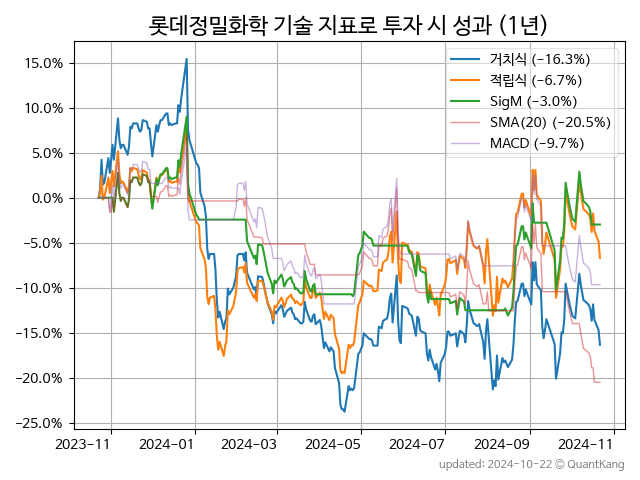 롯데정밀화학 기술 지표로 투자 시 성과 (1년)
거치식 (-16.3%)
적립식 (-6.7%)
SigM (-3.0%)
SMA(20) (-20.5%)
MACD (-9.7%)
15.0%
10.0%
5.0%
0.0%
-5.0%
-10.0%
-15.0%
-20.0%
-25.0%
2023-11 2024-01 2024-03 2024-05 2024-07 2024-09 2024-11
updated: 2024-10-22 © QuantKang